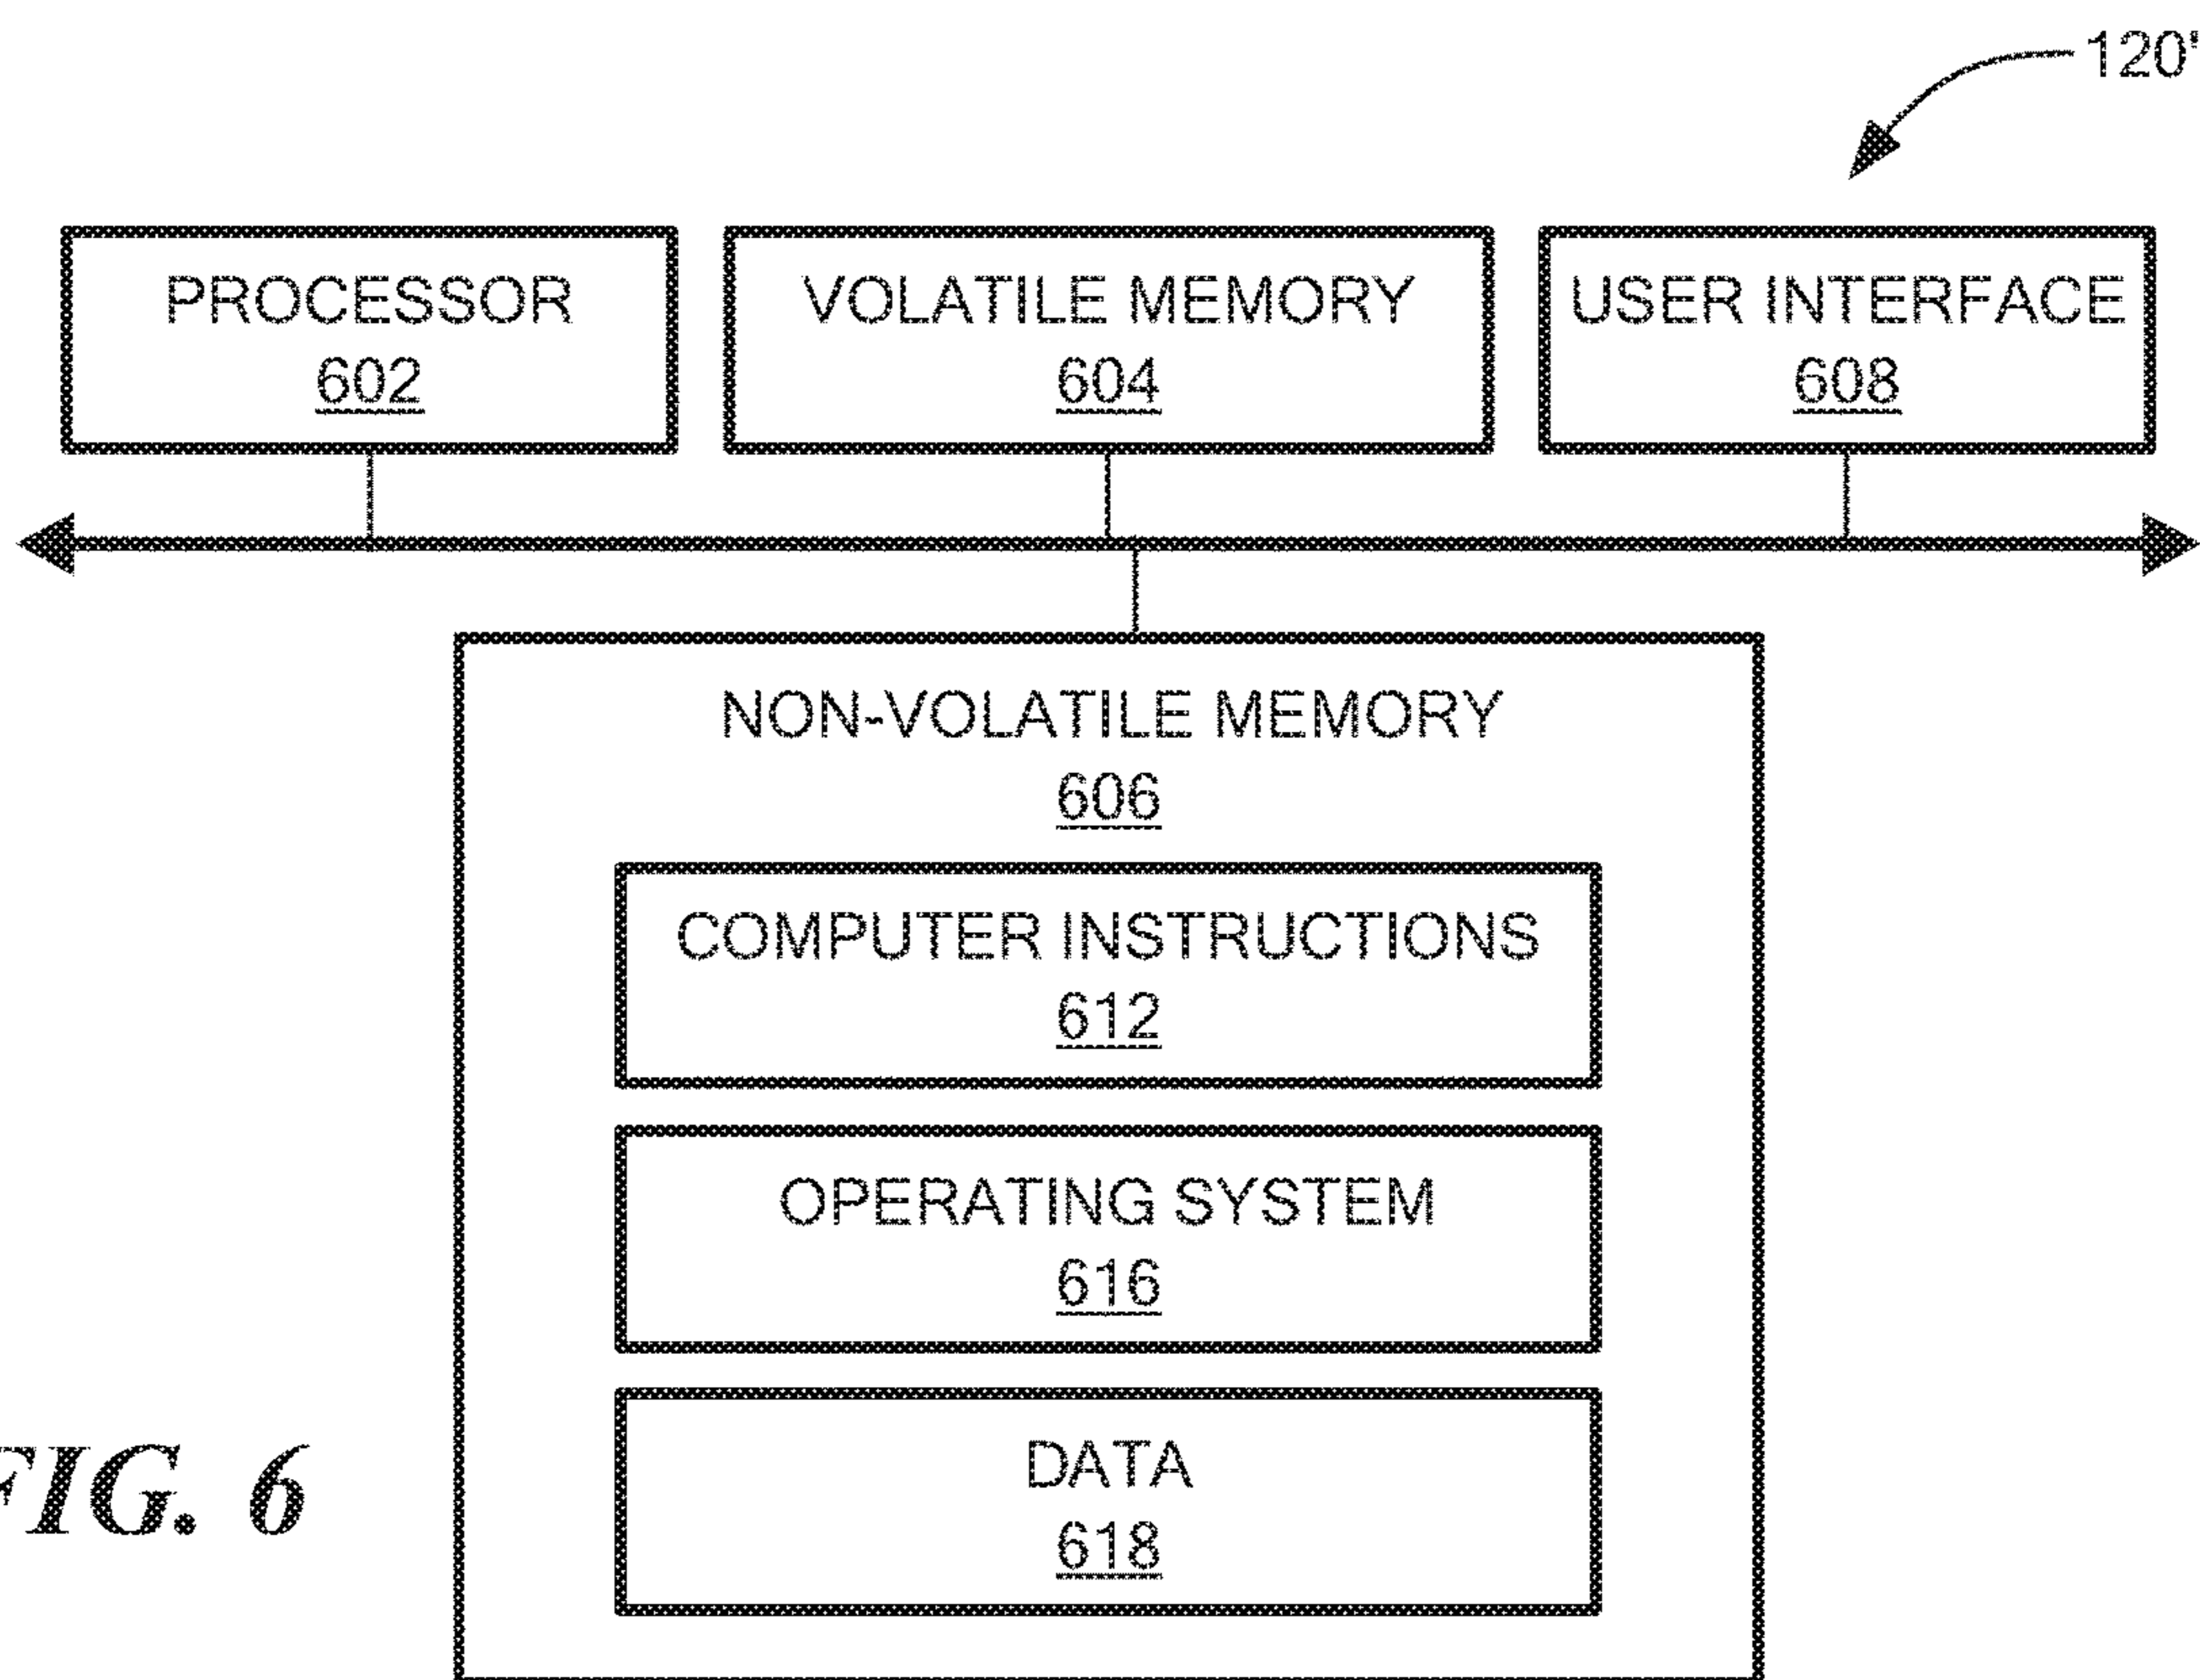 120'
PROCESSOR
602
VOLATILE MEMORY
604
USER INTERFACE
608
NON-VOLATILE MEMORY
606
COMPUTER INSTRUCTIONS
612
OPERATING SYSTEM
616
DATA
618
FIG. 6